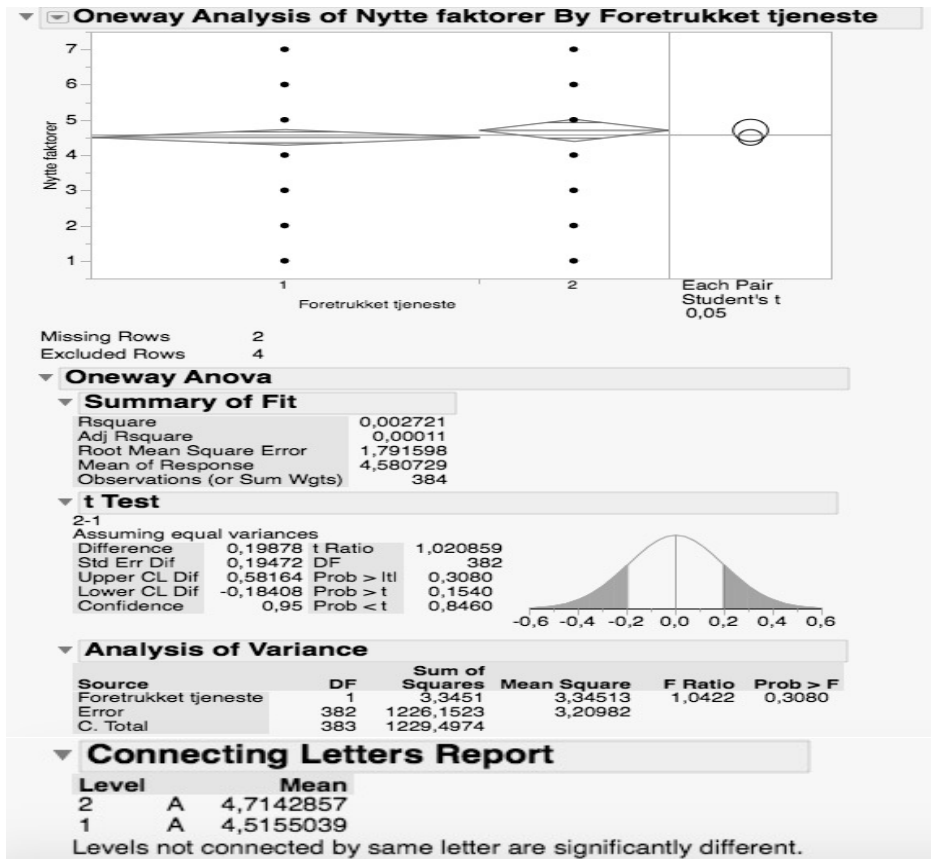 Oneway Analysis of Nytte faktorer By Foretrukket tjeneste
7
6
5
4
3
2
1
Nytte faktorer
1 2
Foretrukket tjeneste
Each Pair
Student's t
0,05
Missing Rows 2
Excluded Rows 4
Oneway Anova
Summary of Fit
Rsquare 0,002721
Adj Rsquare 0,00011
Root Mean Square Error 1,791598
Mean of Response 4,580729
Observations (or Sum Wgts) 384
t Test
2-1
Assuming equal variances
Difference 0,19878 t Ratio 1,020859
Std Err Dif 0,19472 DF 382
Upper CL Dif 0,58164 Prob > |t| 0,3080
Lower CL Dif -0,18408 Prob > t 0,1540
Confidence 0,95 Prob < t 0,8460
-0,6 -0,4 -0,2 0,0 0,2 0,4 0,6
Analysis of Variance
Sum of
Source DF Squares Mean Square F Ratio Prob > F
Foretrukket tjeneste 1 3,3451 3,34513 1,0422 0,3080
Error 382 1226,1523 3,20982
C. Total 383 1229,4974
Connecting Letters Report
Level Mean
2 A 4,7142857
1 A 4,5155039
Levels not connected by same letter are significantly different.